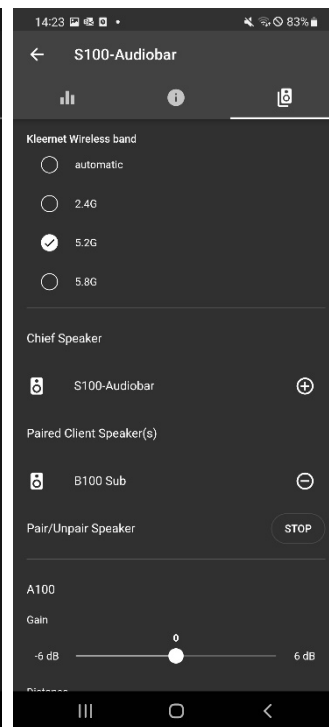 14:23 83%
S100-Audiobar
Kleernet Wireless band
automatic
2.4G
5.2G
5.8G
Chief Speaker
S100-Audiobar
Paired Client Speaker(s)
B100 Sub
Pair/Unpair Speaker STOP
A100
Gain
0
-6 dB 6 dB
Distance